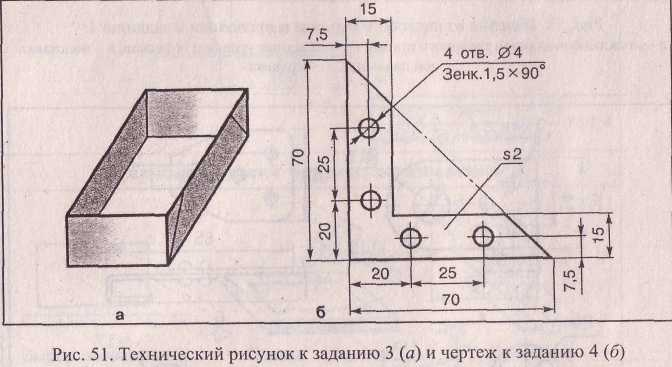 15
7,5
4 отв. Ø4
Зенк.1,5×90°
70
25
20
s2
15
7,5
20
25
70
а
б
Рис. 51. Технический рисунок к заданию 3 (а) и чертеж к заданию 4 (б)